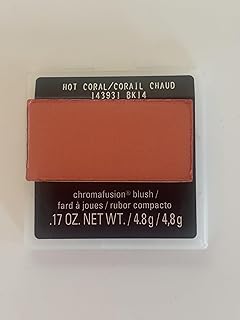 HOT CORAL/CORAIL CHAUD
143931 BK14
chromafusion® blush /
fard à joues / rubor compacto
.17 OZ. NET WT. / 4.8g / 4,8g